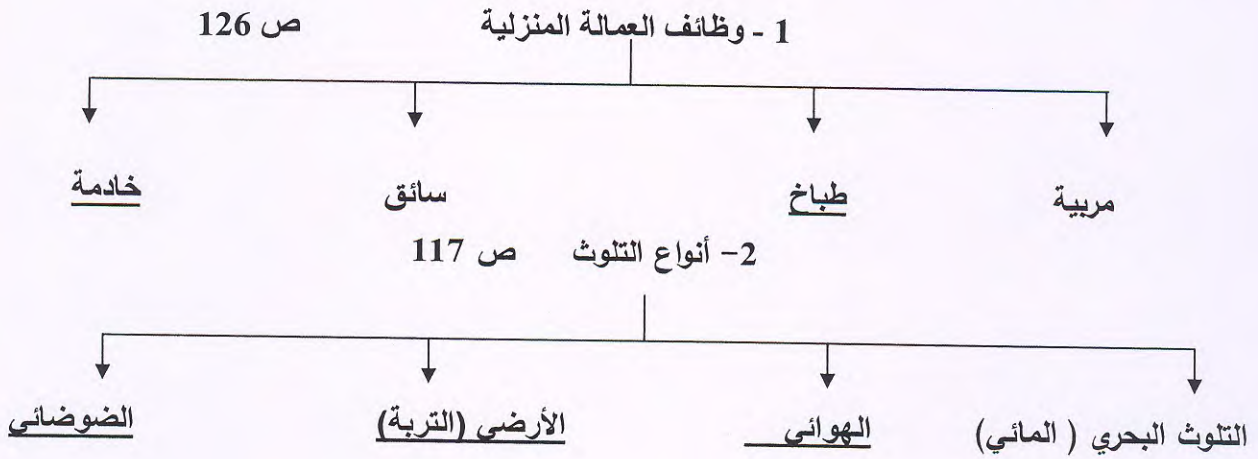 1 - وظائف العمالة المنزلية ص 126
مربية طباخ سائق خادمة
2- أنواع التلوث ص 117
التلوث البحري ( المائي) الهوائي الأرضي (التربة) الضوضائي